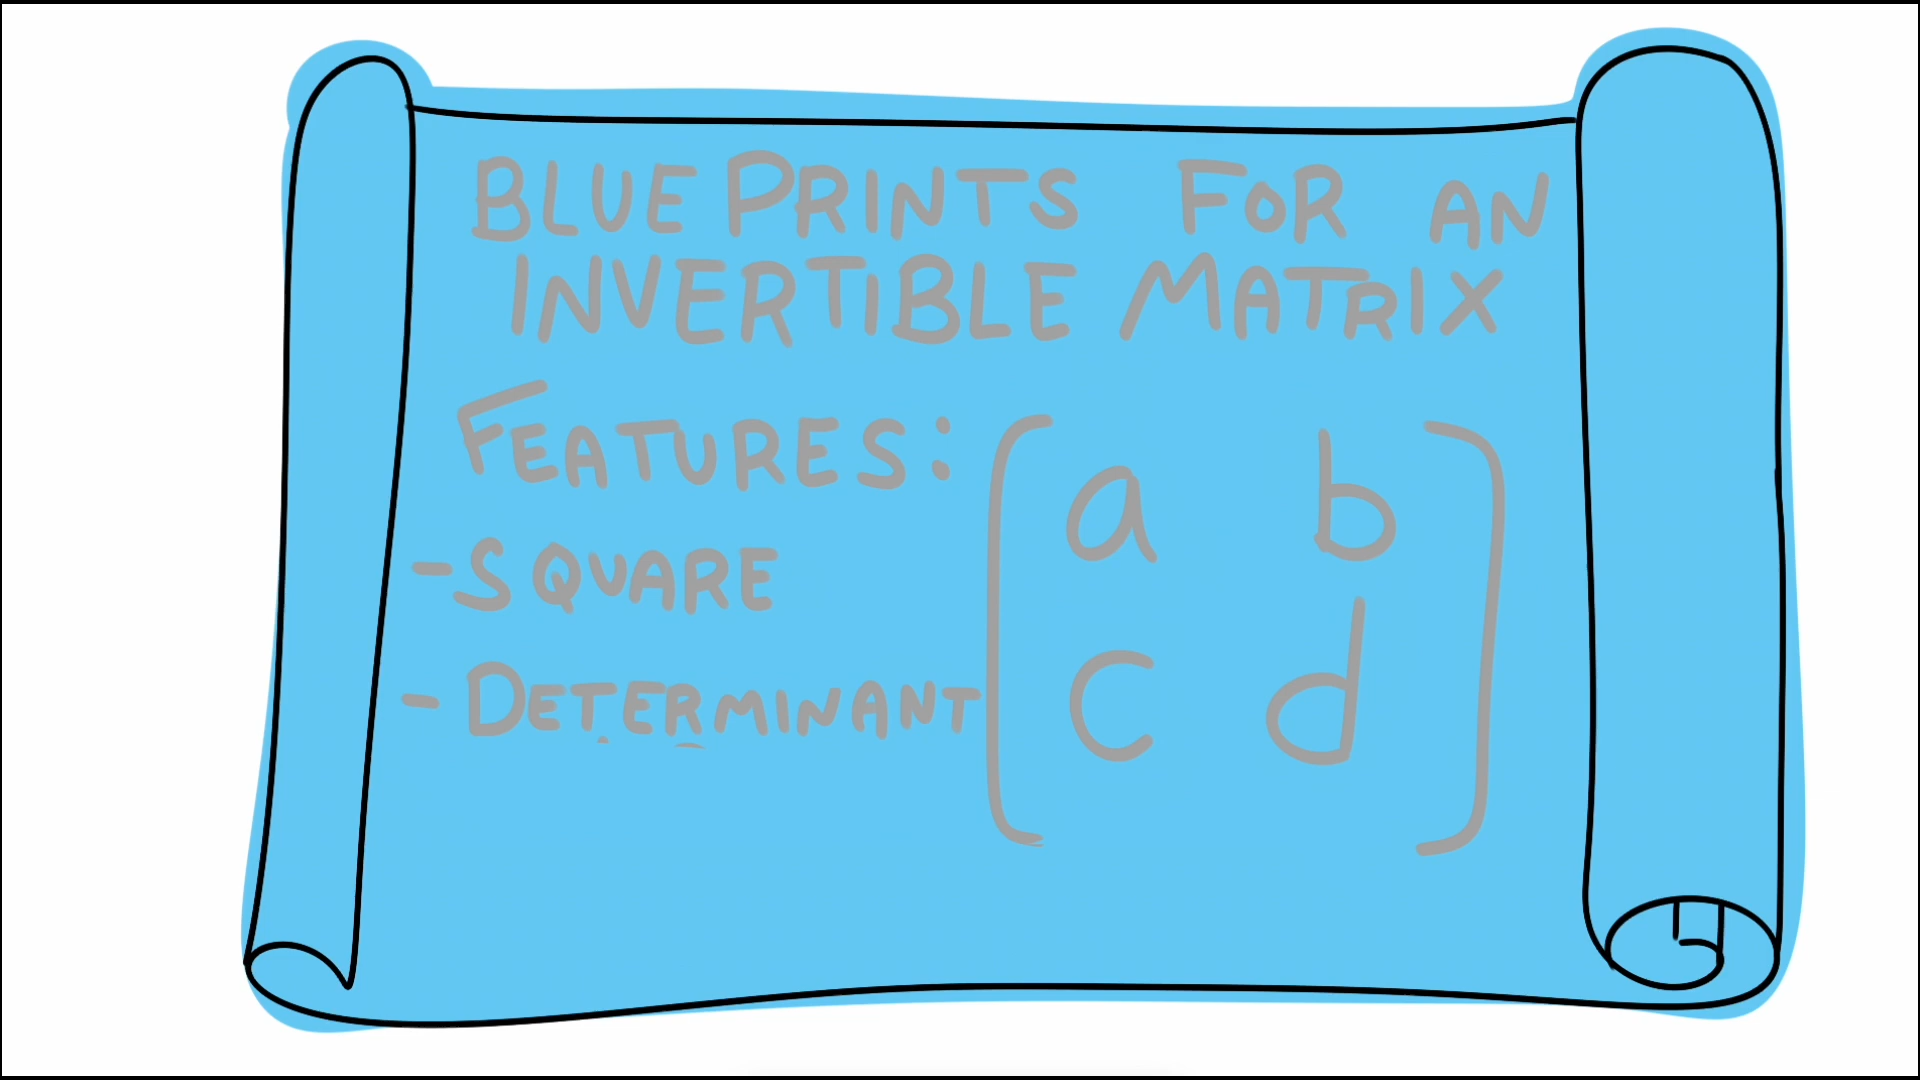 BLUE PRINTS FOR AN
INVERTIBLE MATRIX
FEATURES:
- SQUARE
- DETERMINANT
a b
c d